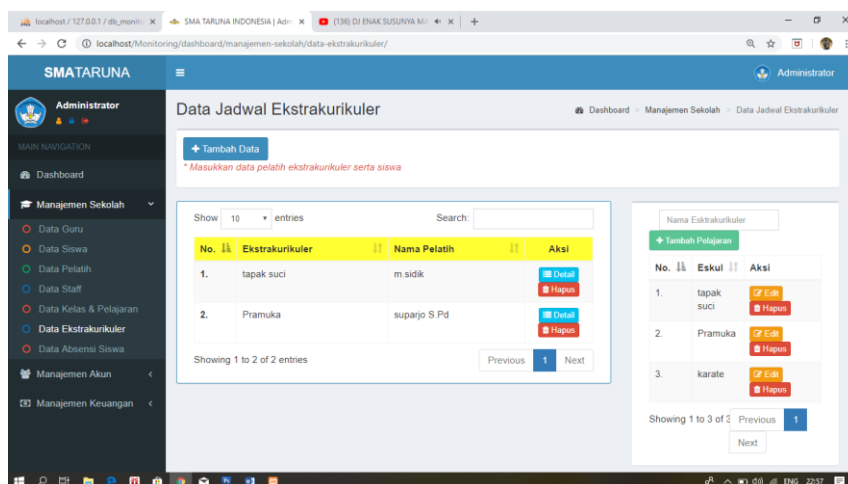 localhost / 127.0.0.1 / db_monito
SMA TARUNA INDONESIA | Adm
(136) DJ ENAK SUSUNYA MA
localhost/Monitoring/dashboard/manajemen-sekolah/data-ekstrakurikuler/
SMATARUNA
Administrator
Administrator
MAIN NAVIGATION
Dashboard
Manajemen Sekolah
Data Guru
Data Siswa
Data Pelatih
Data Staff
Data Kelas & Pelajaran
Data Ekstrakurikuler
Data Absensi Siswa
Manajemen Akun
Manajemen Keuangan
Data Jadwal Ekstrakurikuler
Dashboard > Manajemen Sekolah > Data Jadwal Ekstrakurikuler
+ Tambah Data
* Masukkan data pelatih ekstrakurikuler serta siswa
Show 10 entries Search:
No. Ekstrakurikuler Nama Pelatih Aksi
1. tapak suci m.sidik Detail
Hapus
2. Pramuka suparjo S.Pd Detail
Hapus
Showing 1 to 2 of 2 entries Previous 1 Next
Nama Esktrakurikuler
+ Tambah Pelajaran
No. Eskul Aksi
1. tapak suci Edit
Hapus
2. Pramuka Edit
Hapus
3. karate Edit
Hapus
Showing 1 to 3 of 3 Previous 1
Next
ENG 22:57